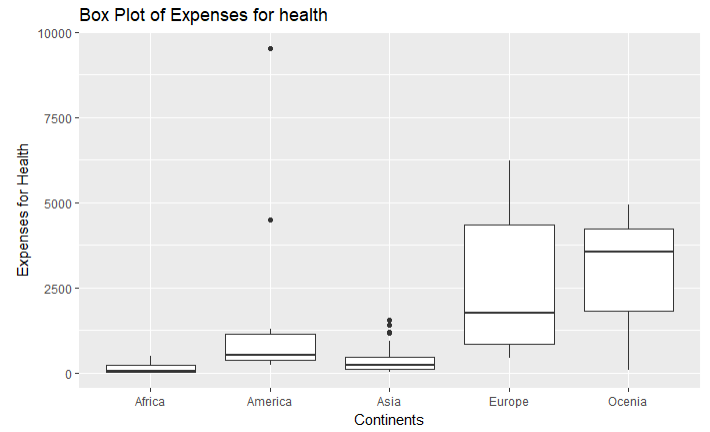 Box Plot of Expenses for health
10000
7500
5000
2500
0
Expenses for Health
Africa America Asia Europe Ocenia
Continents